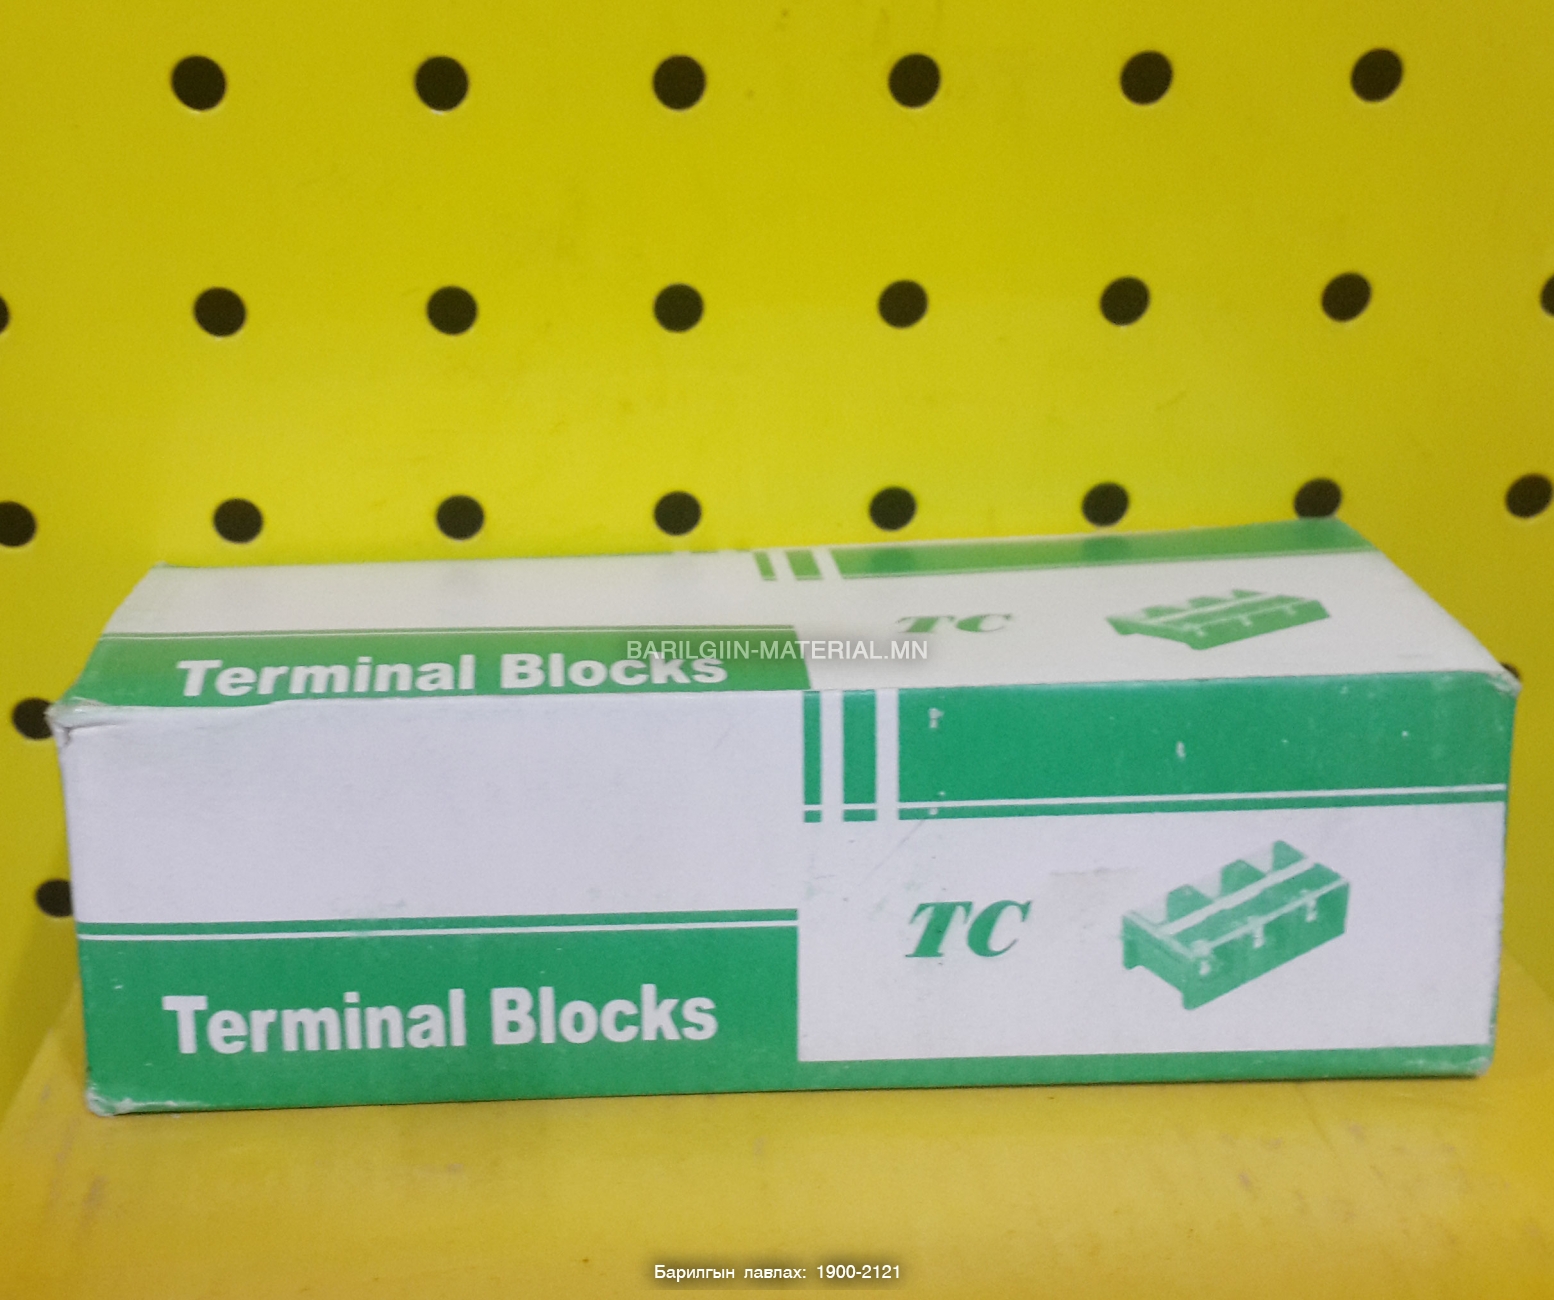 TC
BARILGIIN-MATERIAL.MN
Terminal Blocks
TC
Terminal Blocks
Барилгын лавлах: 1900-2121